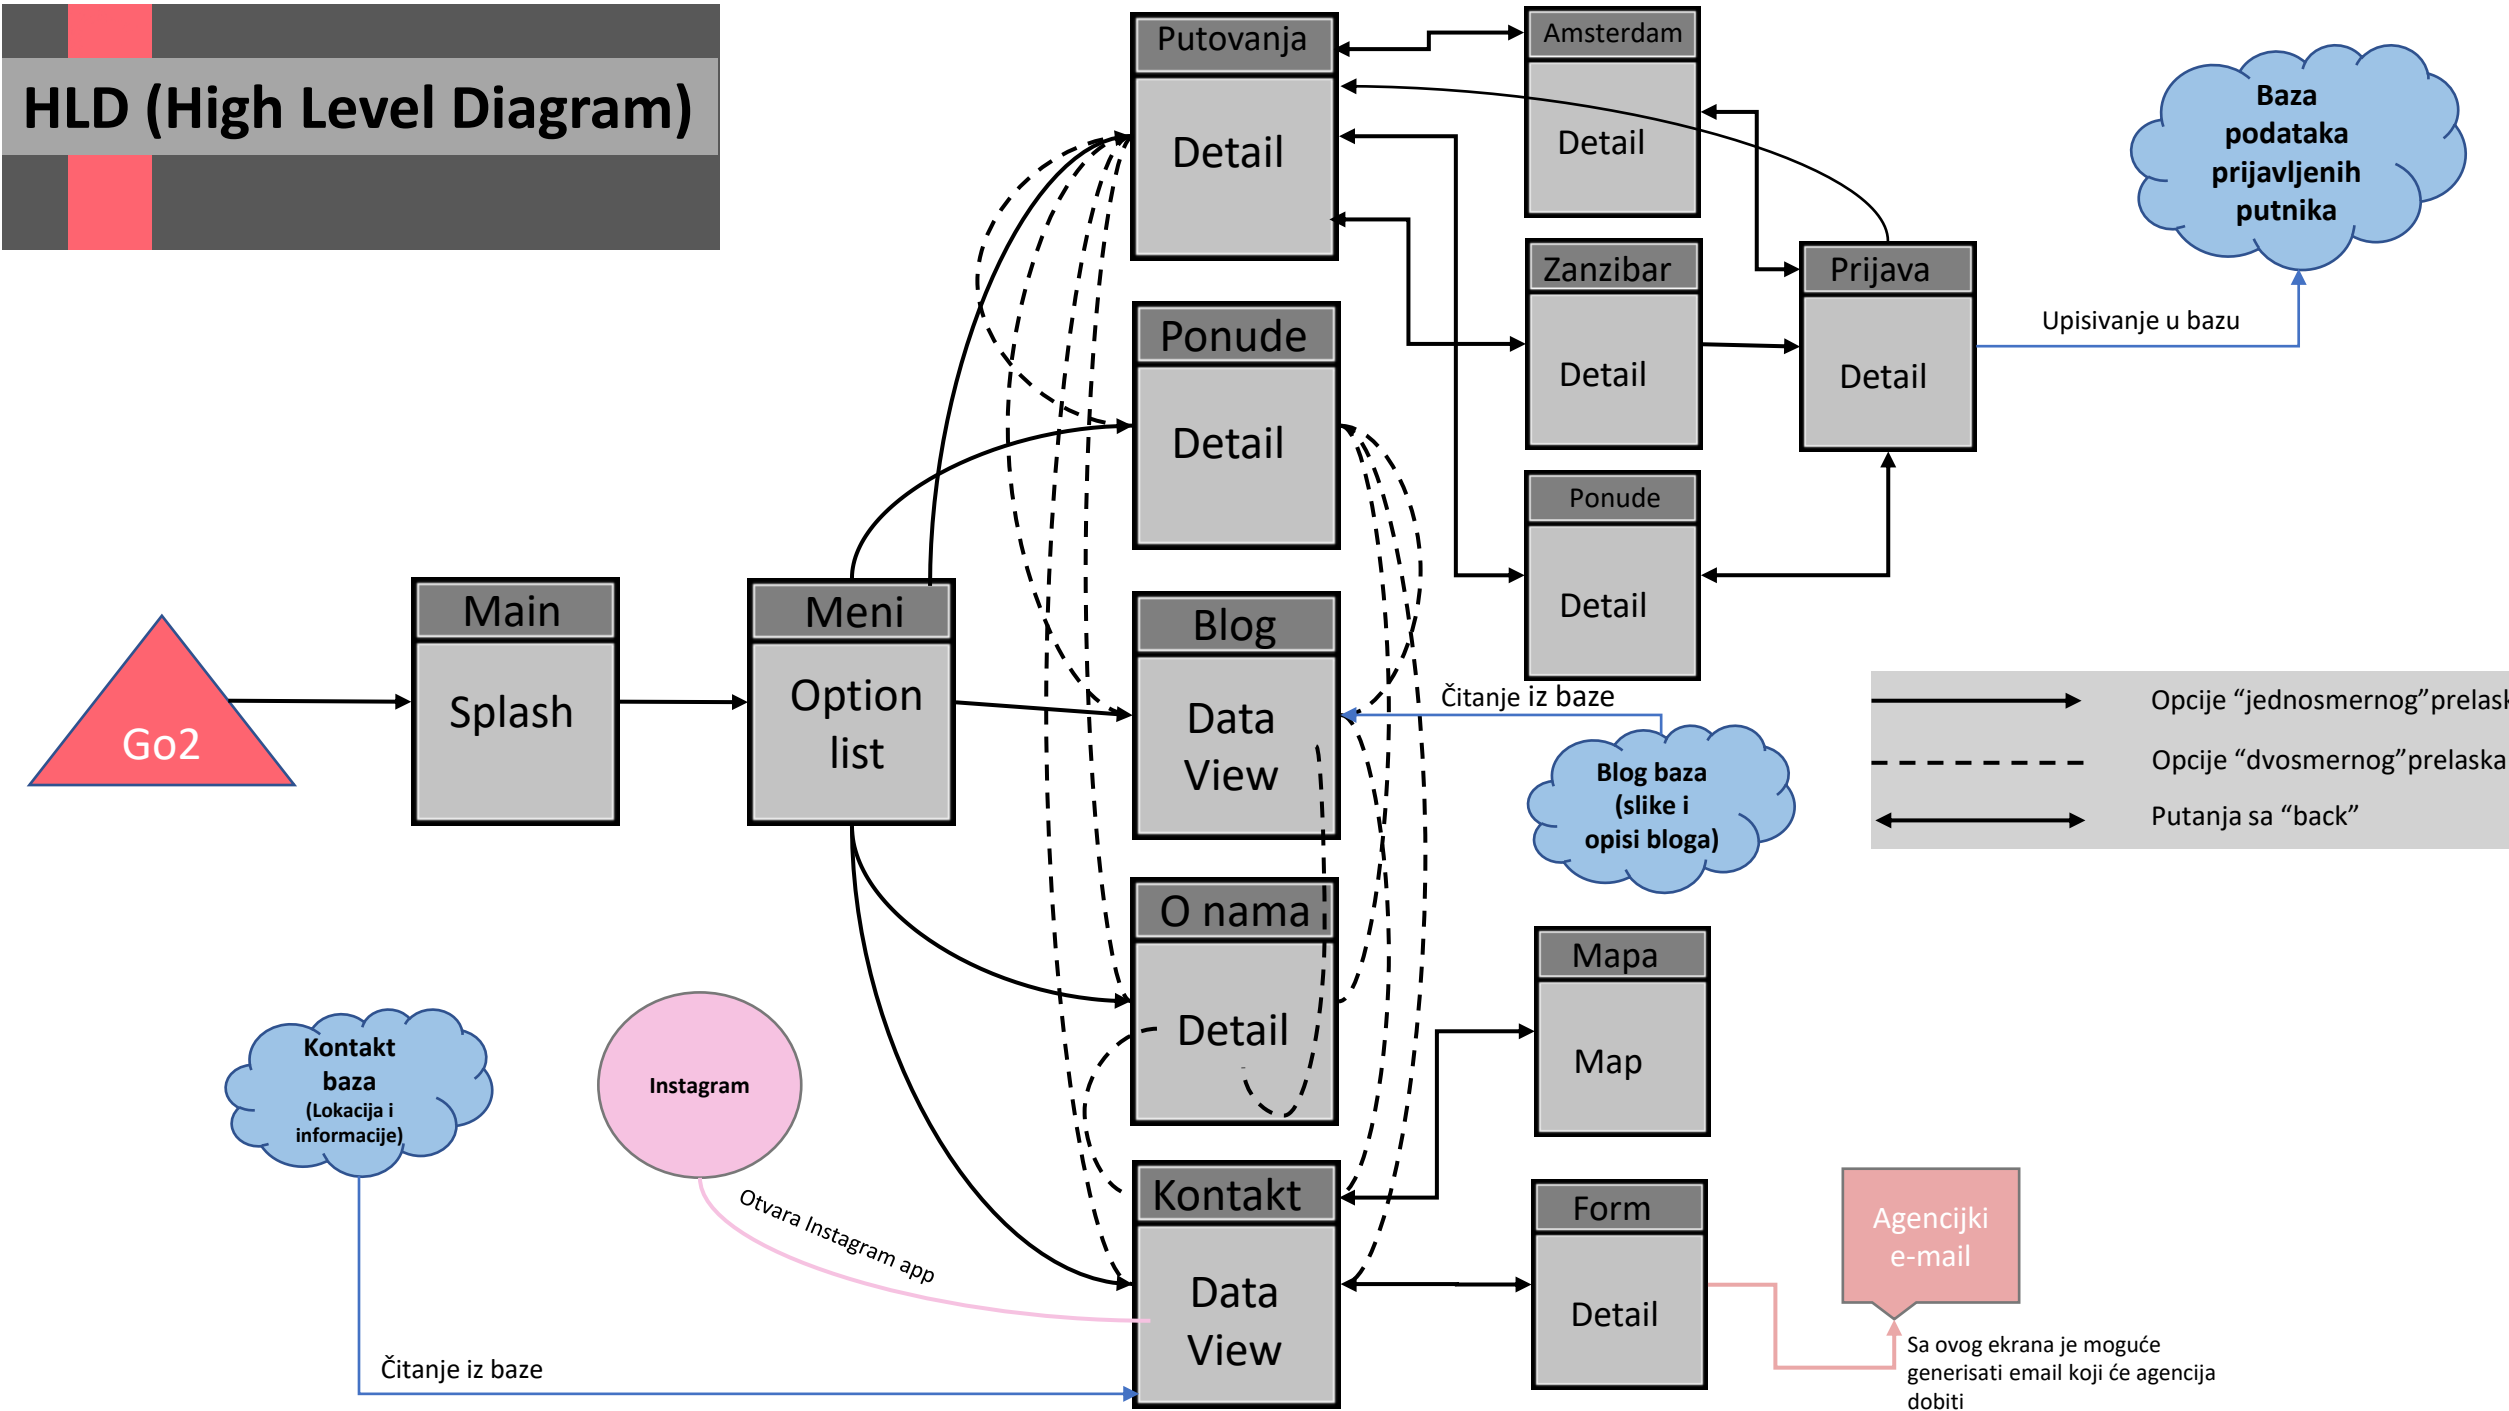 HLD (High Level Diagram)
Putovanja
Detail
Amsterdam
Detail
Baza
podataka
prijavljenih
putnika
Zanzibar
Detail
Prijava
Detail
Upisivanje u bazu
Ponude
Detail
Ponude
Detail
Go2
Main
Splash
Meni
Option
list
Blog
Data
View
Čitanje iz baze
Blog baza
(slike i
opisi bloga)
Opcije “jednosmernog”prelask
Opcije “dvosmernog”prelaska
Putanja sa “back”
O nama
Detail
Mapa
Map
Kontakt
baza
(Lokacija i
informacije)
Instagram
Otvara Instagram app
Čitanje iz baze
Kontakt
Data
View
Form
Detail
Agencijki
e-mail
Sa ovog ekrana je moguće
generisati email koji će agencija
dobiti